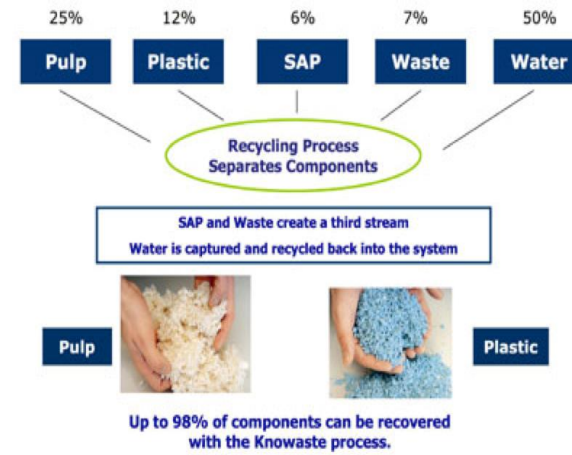 25% 12% 6% 7% 50%
Pulp Plastic SAP Waste Water
Recycling Process
Separates Components
SAP and Waste create a third stream
Water is captured and recycled back into the system
Pulp Plastic
Up to 98% of components can be recovered
with the Knowaste process.